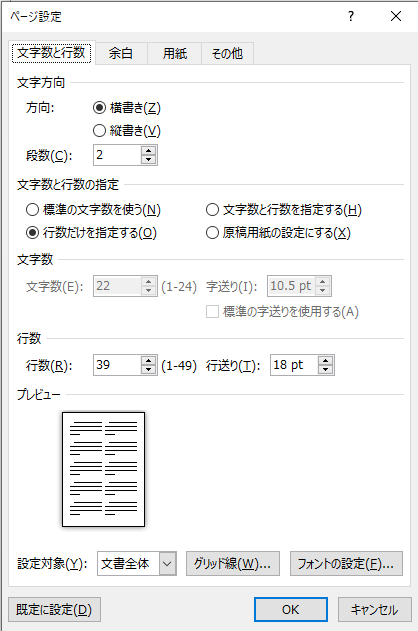 ページ設定 ? ×
文字数と行数 余白 用紙 その他
文字方向
方向: 横書き(Z)
縦書き(V)
段数(C): 2
文字数と行数の指定
標準の文字数を使う(N) 文字数と行数を指定する(H)
行数だけを指定する(O) 原稿用紙の設定にする(X)
文字数
文字数(E): 22 (1-24) 字送り(I): 10.5 pt
標準の字送りを使用する(A)
行数
行数(R): 39 (1-49) 行送り(T): 18 pt
プレビュー
設定対象(Y): 文書全体 グリッド線(W)... フォントの設定(F)...
既定に設定(D) OK キャンセル